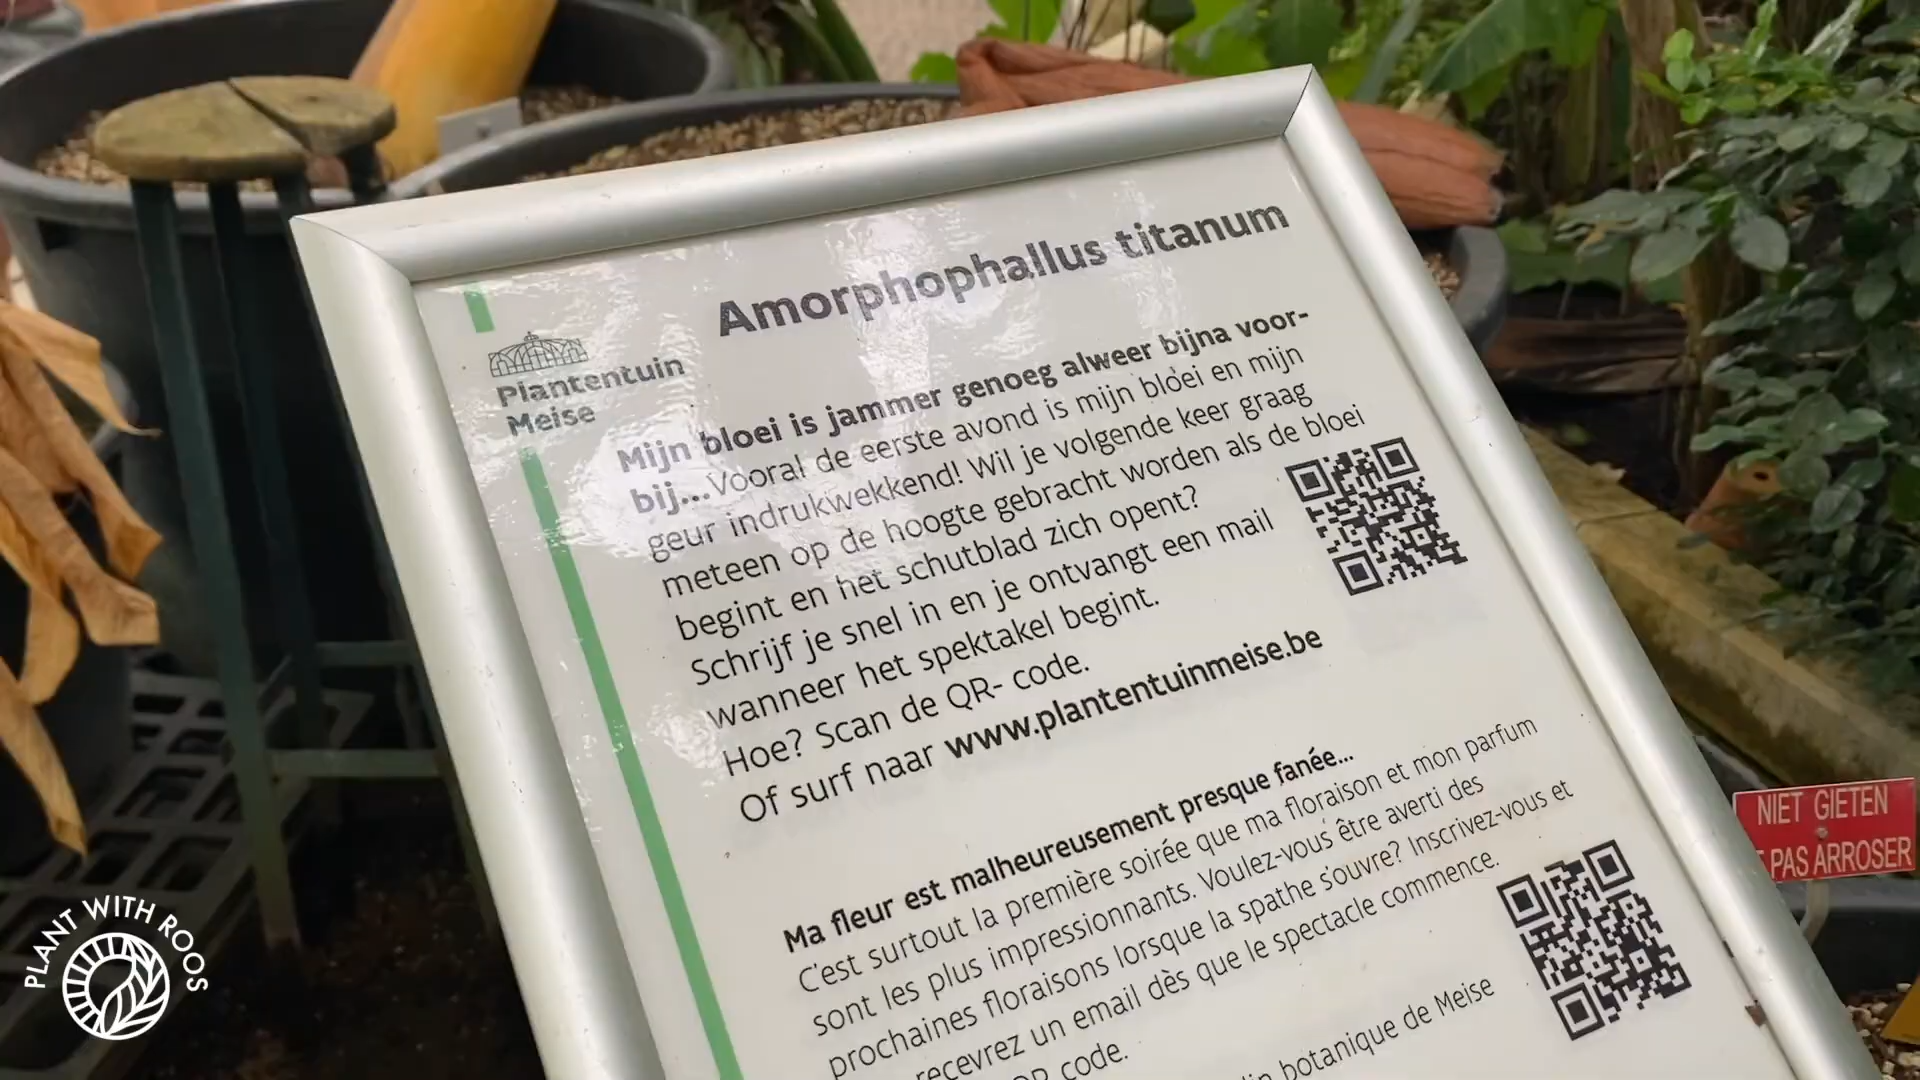 Amorphophallus titanum
Plantentuin
Meise
Mijn bloei is jammer genoeg alweer bijna voor-
bij...Vooral de eerste avond is mijn bloei en mijn
geur indrukwekkend! Wil je volgende keer graag
meteen op de hoogte gebracht worden als de bloei
begint en het schutblad zich opent?
Schrijf je snel in en je ontvangt een mail
wanneer het spektakel begint.
Hoe? Scan de QR- code.
Of surf naar www.plantentuinmeise.be
Ma fleur est malheureusement presque fanée...
C'est surtout la première soirée que ma floraison et mon parfum
sont les plus impressionnants. Voulez-vous être averti des
prochaines floraisons lorsque la spathe s'ouvre? Inscrivez-vous et
recevrez un email dès que le spectacle commence.
code.
botanique de Meise
NIET GIETEN
PAS ARROSER
PLANT WITH ROOS